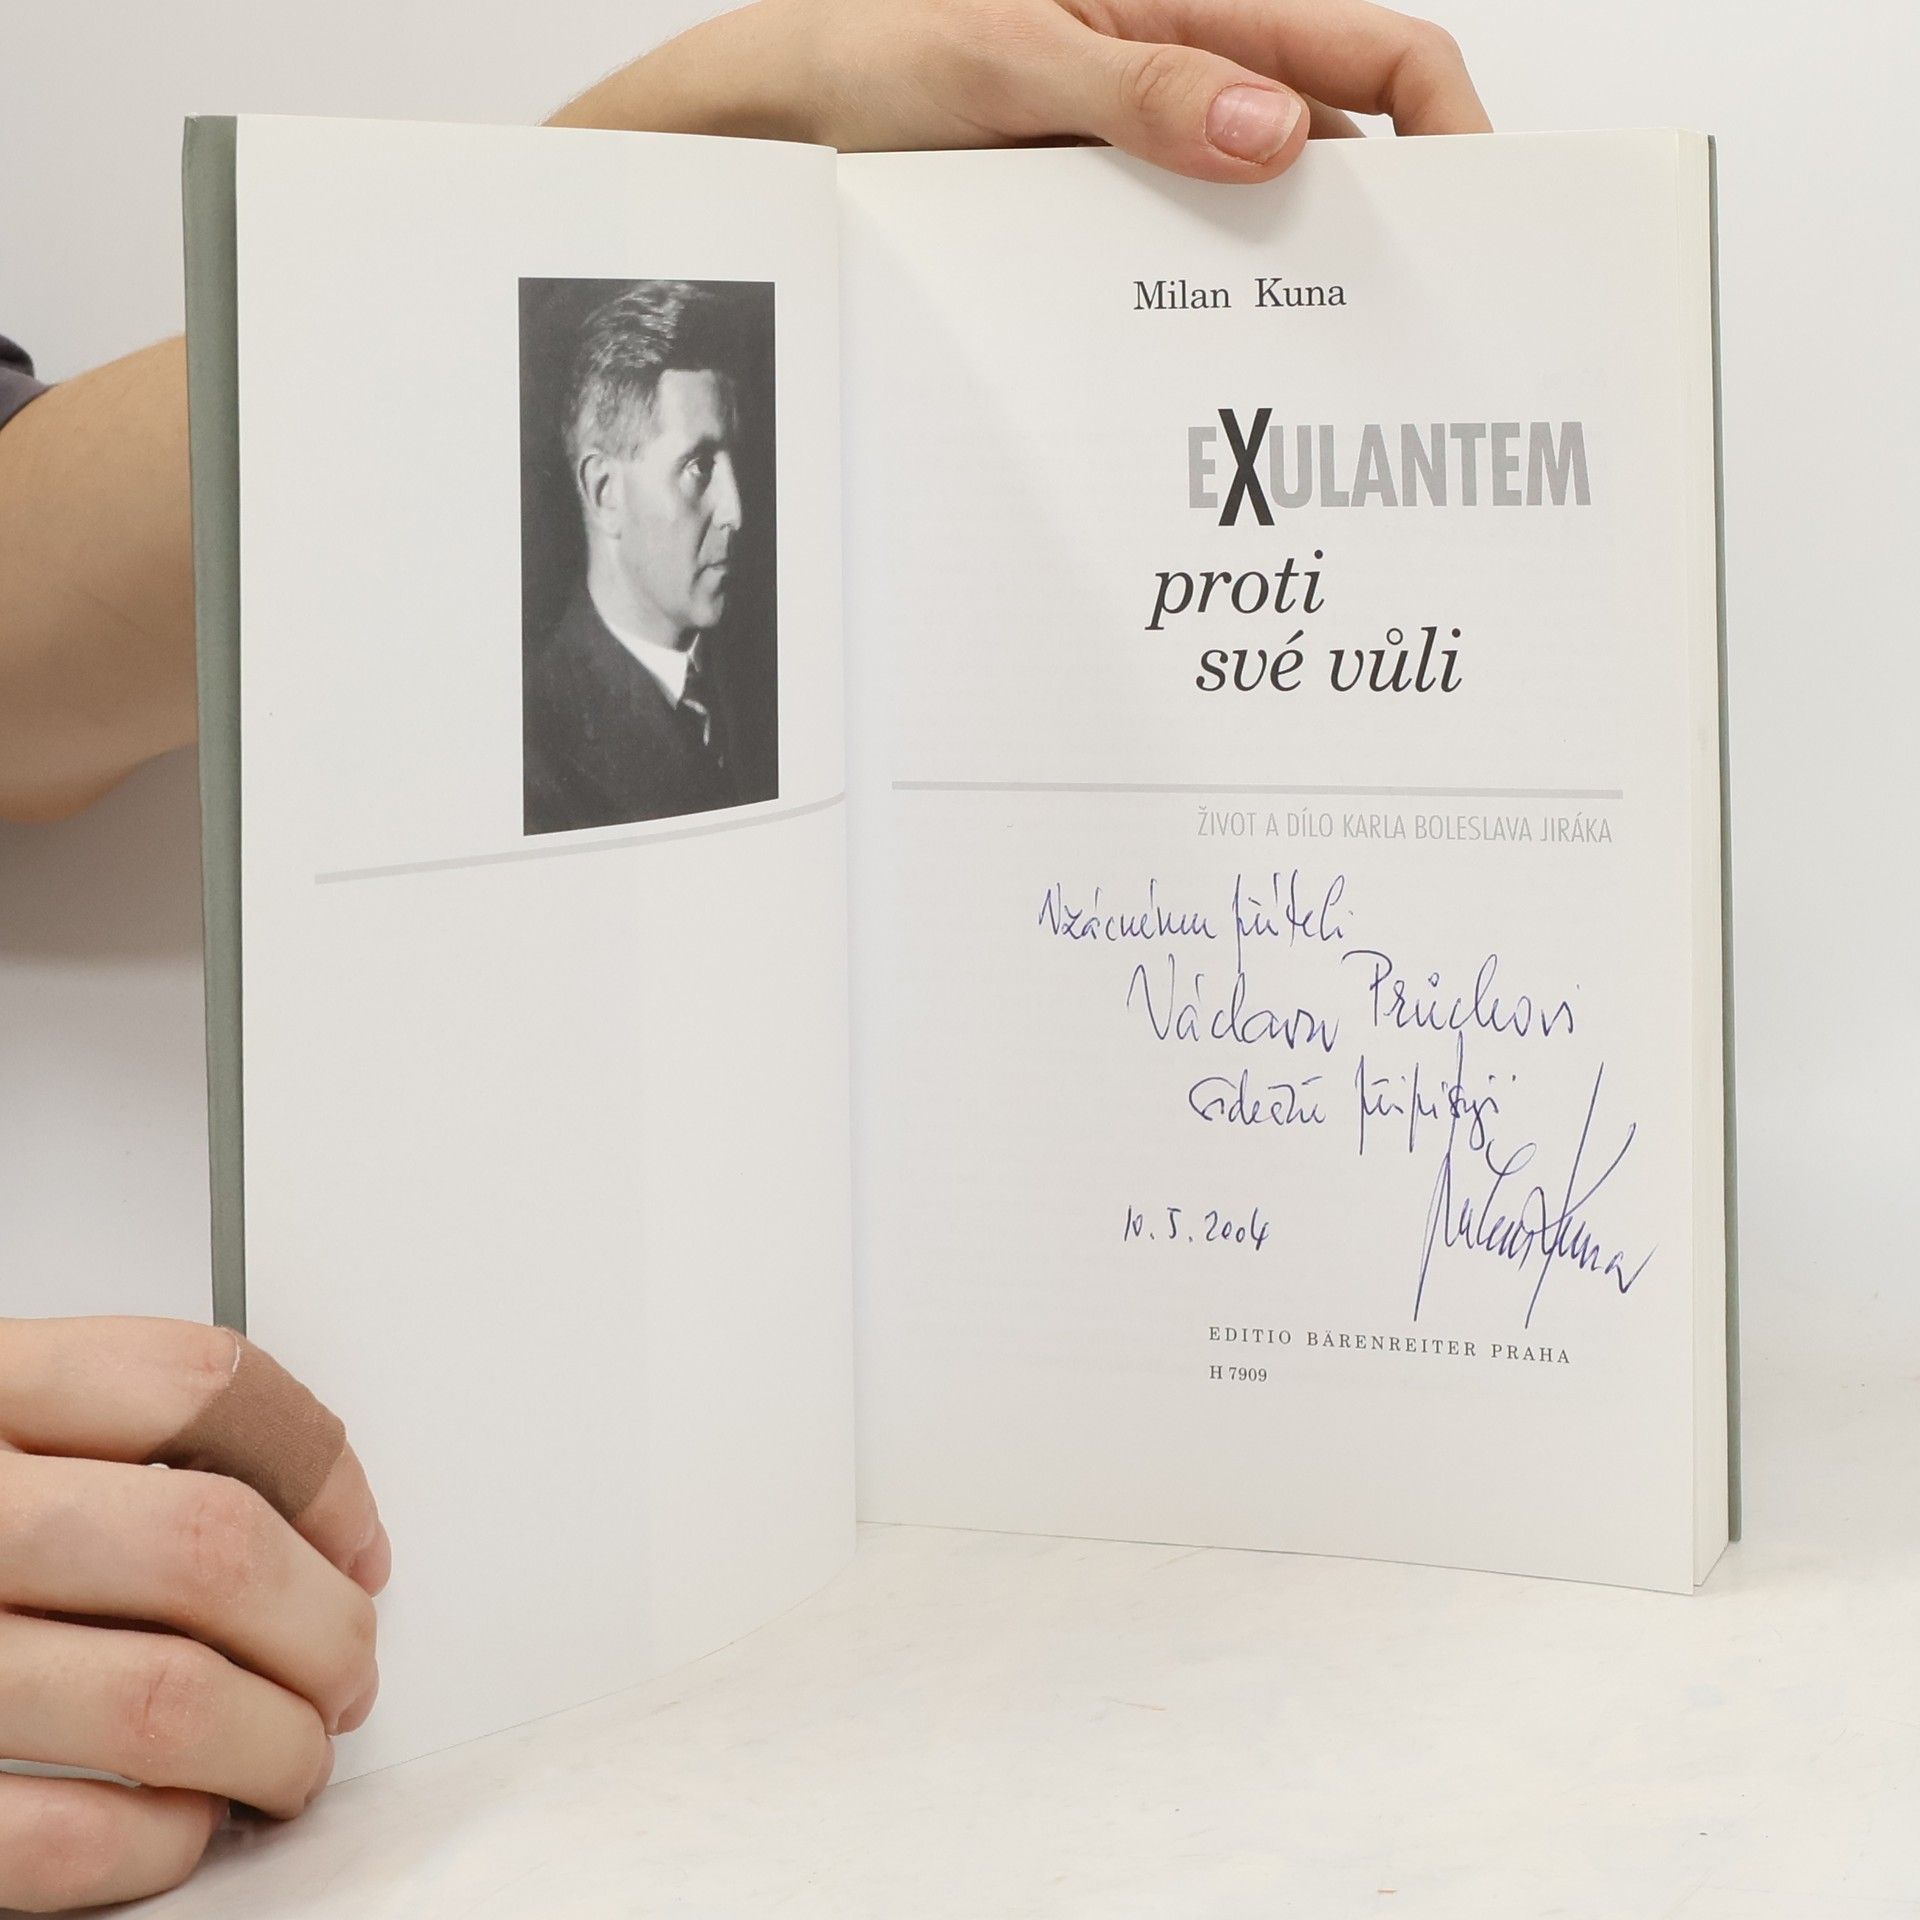 Milan Kuna
EXULANTEM
proti
své vůli
ŽIVOT A DÍLO KARLA BOLESLAVA JIRÁKA
Vzácnému příteli
Václavu Průchovi
srdečně připisuji
Milan Kuna
10. 5. 2004
EDITIO BÄRENREITER PRAHA
H 7909